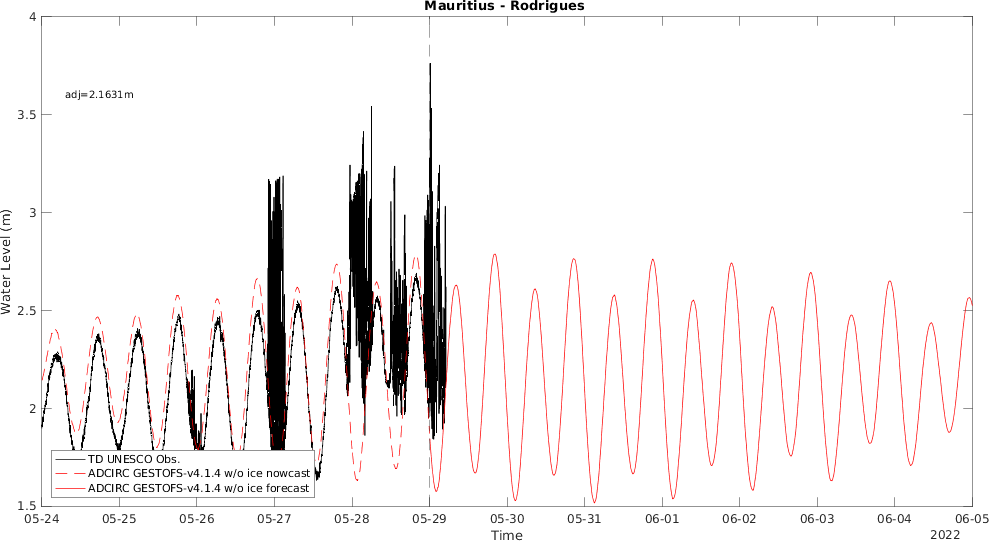 Mauritius - Rodrigues
4
3.5
3
2.5
2
1.5
Water Level (m)
adj=2.1631m
TD UNESCO Obs.
ADCIRC GESTOFS-v4.1.4 w/o ice nowcast
ADCIRC GESTOFS-v4.1.4 w/o ice forecast
05-24 05-25 05-26 05-27 05-28 05-29 05-30 05-31 06-01 06-02 06-03 06-04 06-05
Time
2022